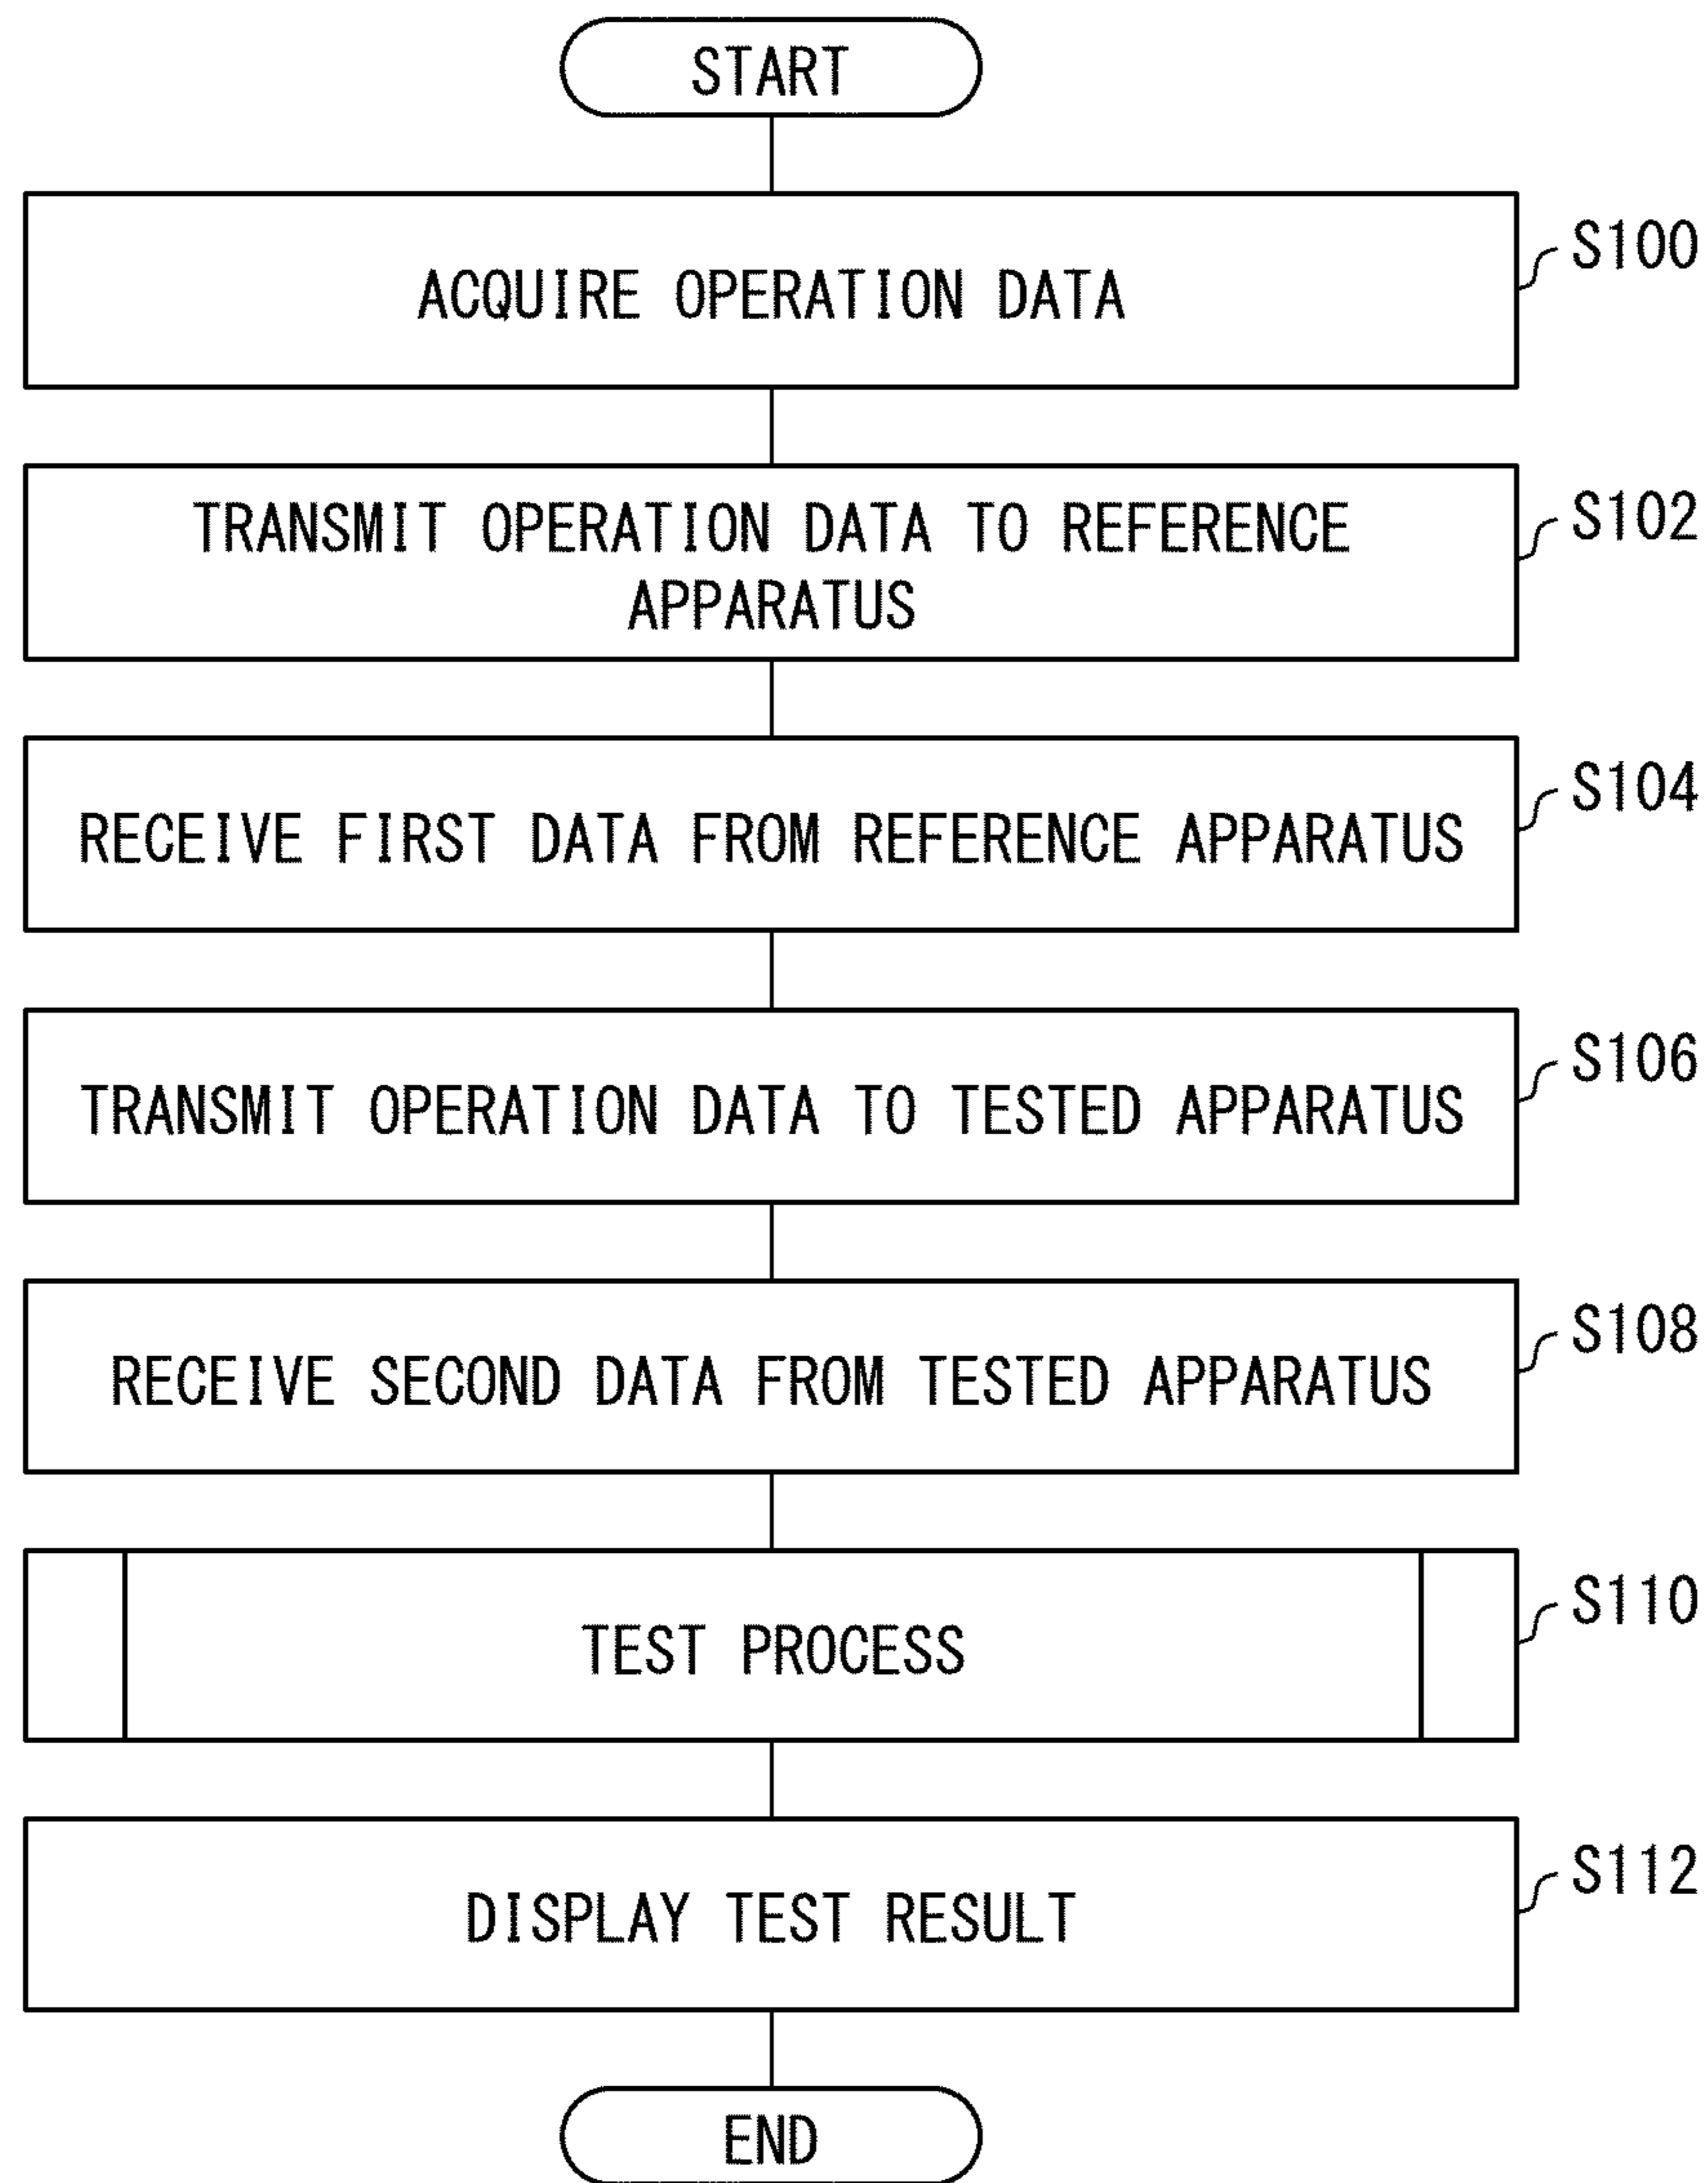 START
ACQUIRE OPERATION DATA
S100
TRANSMIT OPERATION DATA TO REFERENCE
APPARATUS
S102
RECEIVE FIRST DATA FROM REFERENCE APPARATUS
S104
TRANSMIT OPERATION DATA TO TESTED APPARATUS
S106
RECEIVE SECOND DATA FROM TESTED APPARATUS
S108
TEST PROCESS
S110
DISPLAY TEST RESULT
S112
END